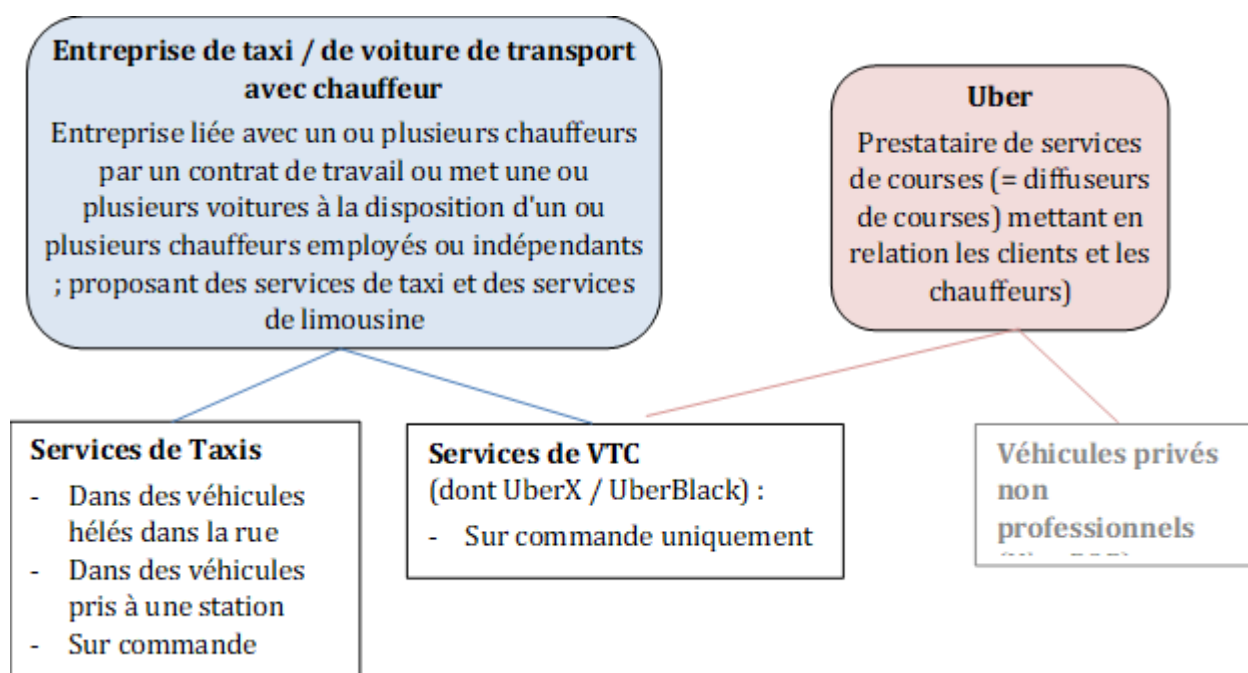 Entreprise de taxi / de voiture de transport
avec chauffeur
Entreprise liée avec un ou plusieurs chauffeurs
par un contrat de travail ou met une ou
plusieurs voitures à la disposition d'un ou
plusieurs chauffeurs employés ou indépendants
; proposant des services de taxi et des services
de limousine
Uber
Prestataire de services
de courses (= diffuseurs
de courses) mettant en
relation les clients et les
chauffeurs)
Services de Taxis
- Dans des véhicules
hélés dans la rue
- Dans des véhicules
pris à une station
- Sur commande
Services de VTC
(dont UberX / UberBlack) :
- Sur commande uniquement
Véhicules privés
non
professionnels